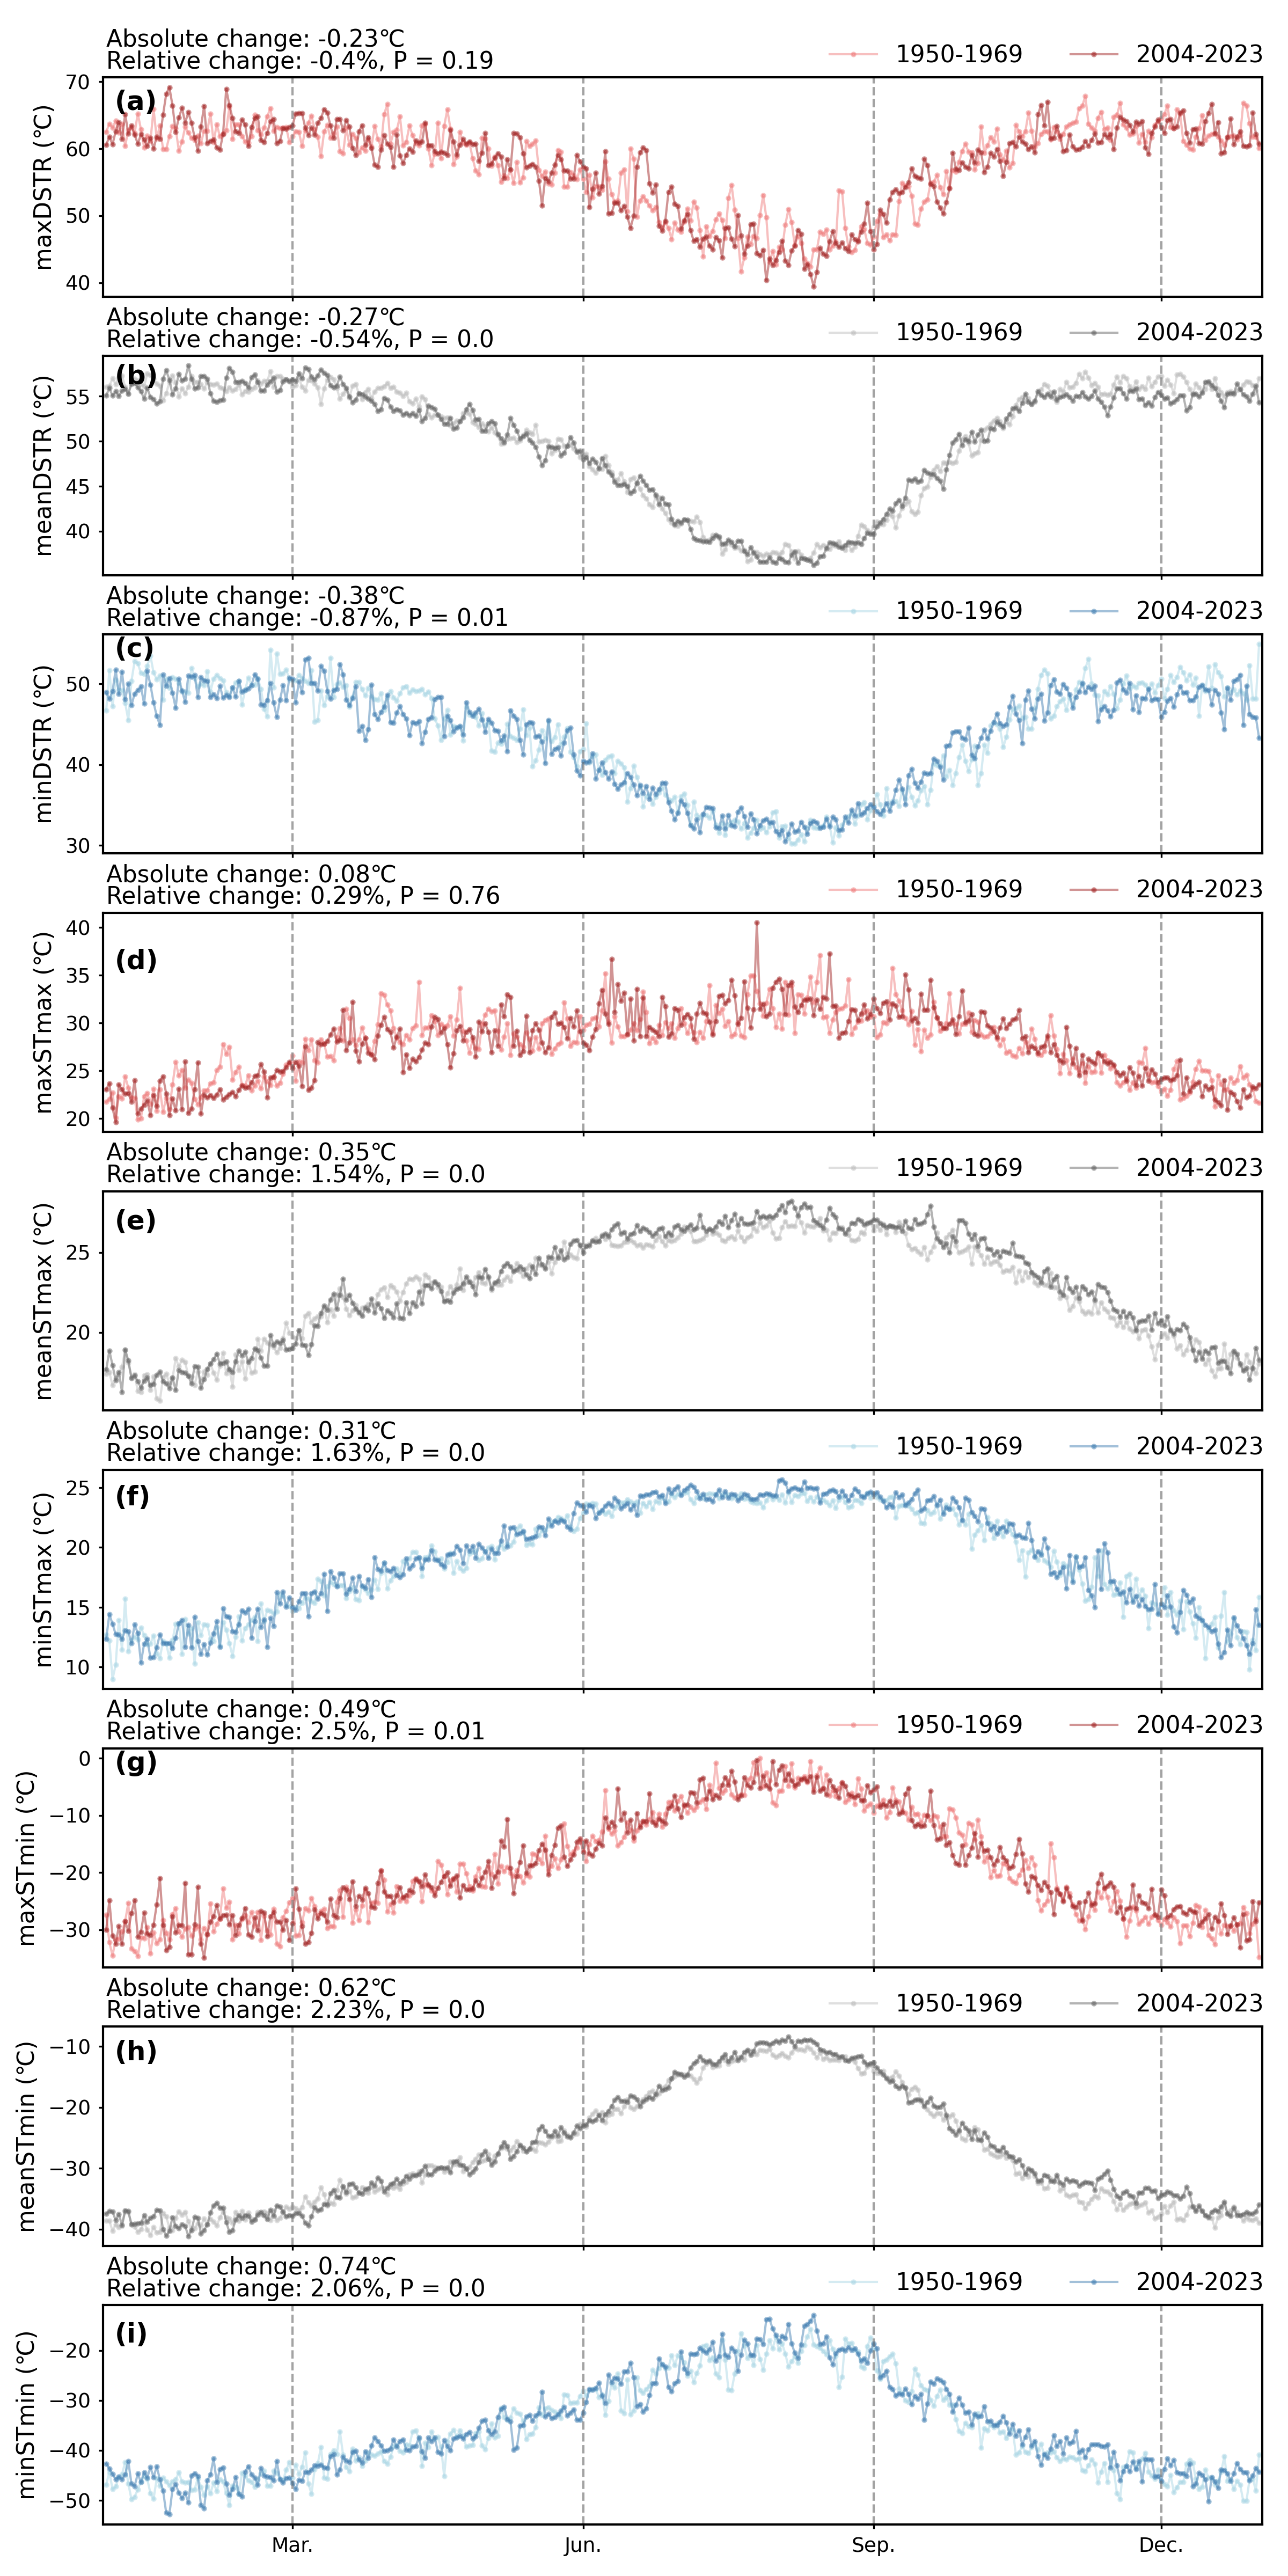 Absolute change: -0.23℃
Relative change: -0.4%, P = 0.19
1950-1969 2004-2023
(a)
maxDSTR (℃)
70
60
50
40
Absolute change: -0.27℃
Relative change: -0.54%, P = 0.0
1950-1969 2004-2023
(b)
meanDSTR (℃)
55
50
45
40
Absolute change: -0.38℃
Relative change: -0.87%, P = 0.01
1950-1969 2004-2023
(c)
minDSTR (℃)
50
40
30
Absolute change: 0.08℃
Relative change: 0.29%, P = 0.76
1950-1969 2004-2023
(d)
maxSTmax (℃)
40
35
30
25
20
Absolute change: 0.35℃
Relative change: 1.54%, P = 0.0
1950-1969 2004-2023
(e)
meanSTmax (℃)
25
20
Absolute change: 0.31℃
Relative change: 1.63%, P = 0.0
1950-1969 2004-2023
(f)
minSTmax (℃)
25
20
15
10
Absolute change: 0.49℃
Relative change: 2.5%, P = 0.01
1950-1969 2004-2023
(g)
maxSTmin (℃)
0
−10
−20
−30
Absolute change: 0.62℃
Relative change: 2.23%, P = 0.0
1950-1969 2004-2023
(h)
meanSTmin (℃)
−10
−20
−30
−40
Absolute change: 0.74℃
Relative change: 2.06%, P = 0.0
1950-1969 2004-2023
(i)
minSTmin (℃)
−20
−30
−40
−50
Mar. Jun. Sep. Dec.